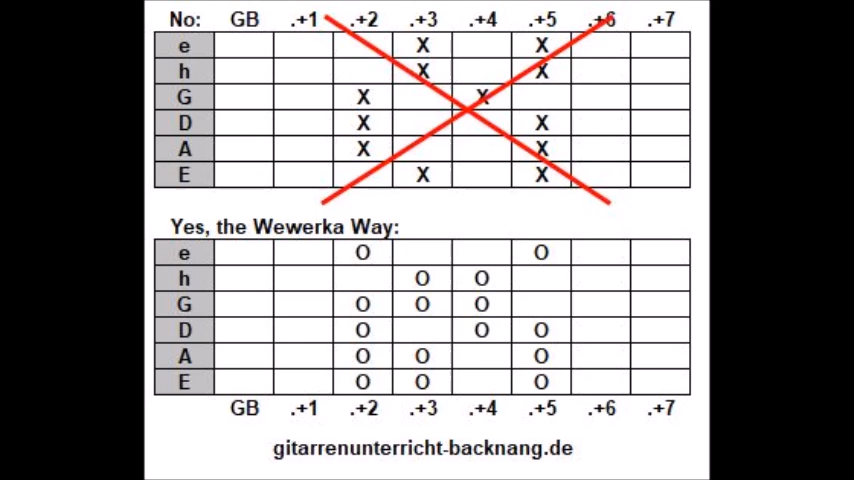 No: GB .+1 .+2 .+3 .+4 .+5 .+6 .+7
e X X
h X X
G X X
D X X
A X X
E X X
Yes, the Wewerka Way:
e O O
h O O
G O O O
D O O O
A O O O
E O O O
GB .+1 .+2 .+3 .+4 .+5 .+6 .+7
gitarrenunterricht-backnang.de